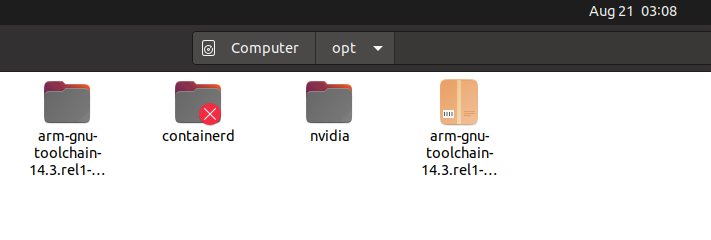 Aug 21 03:08
Computer opt
arm-gnu-
toolchain-
14.3.rel1-...
containerd
nvidia
arm-gnu-
toolchain-
14.3.rel1-...